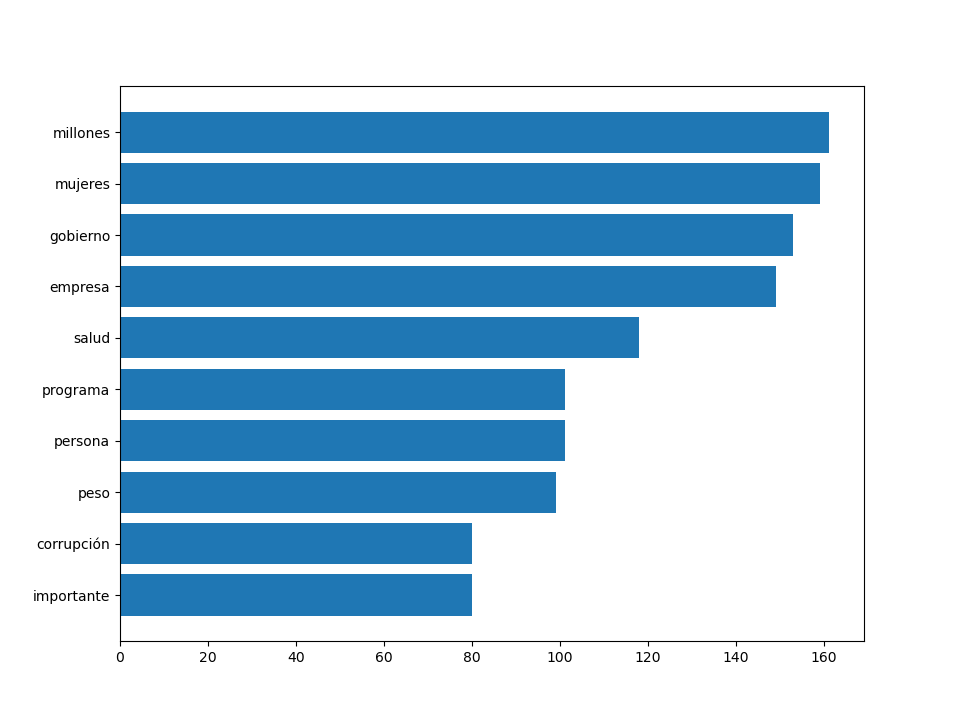 millones
mujeres
gobierno
empresa
salud
programa
persona
peso
corrupción
importante
0 20 40 60 80 100 120 140 160